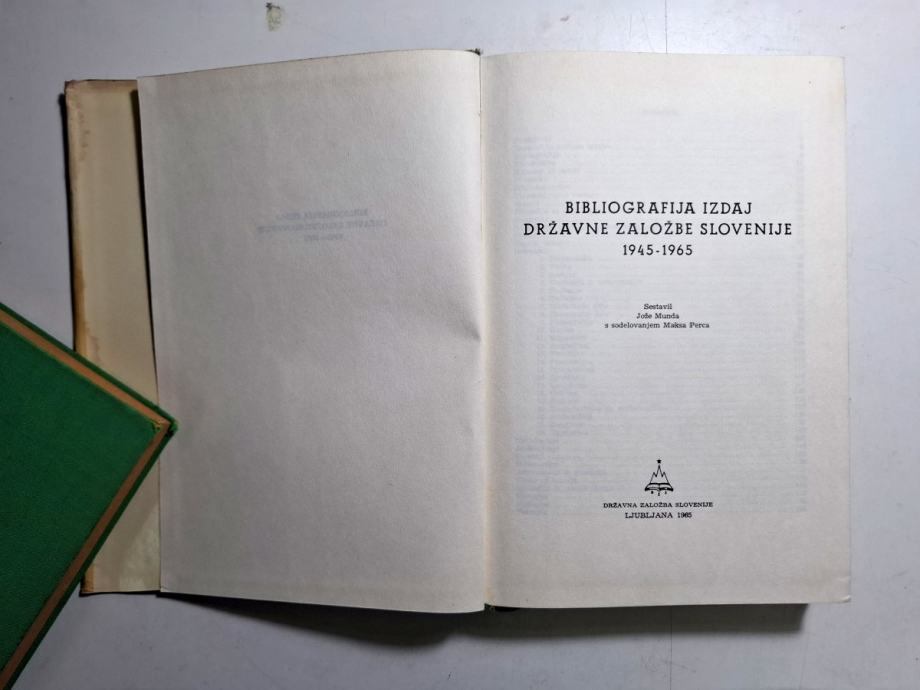 BIBLIOGRAFIJA IZDAJ
DRŽAVNE ZALOŽBE SLOVENIJE
1945-1965
Sestavil
Jože Munda
s sodelovanjem Maksa Perca
DRŽAVNA ZALOŽBA SLOVENIJE
LJUBLJANA 1965